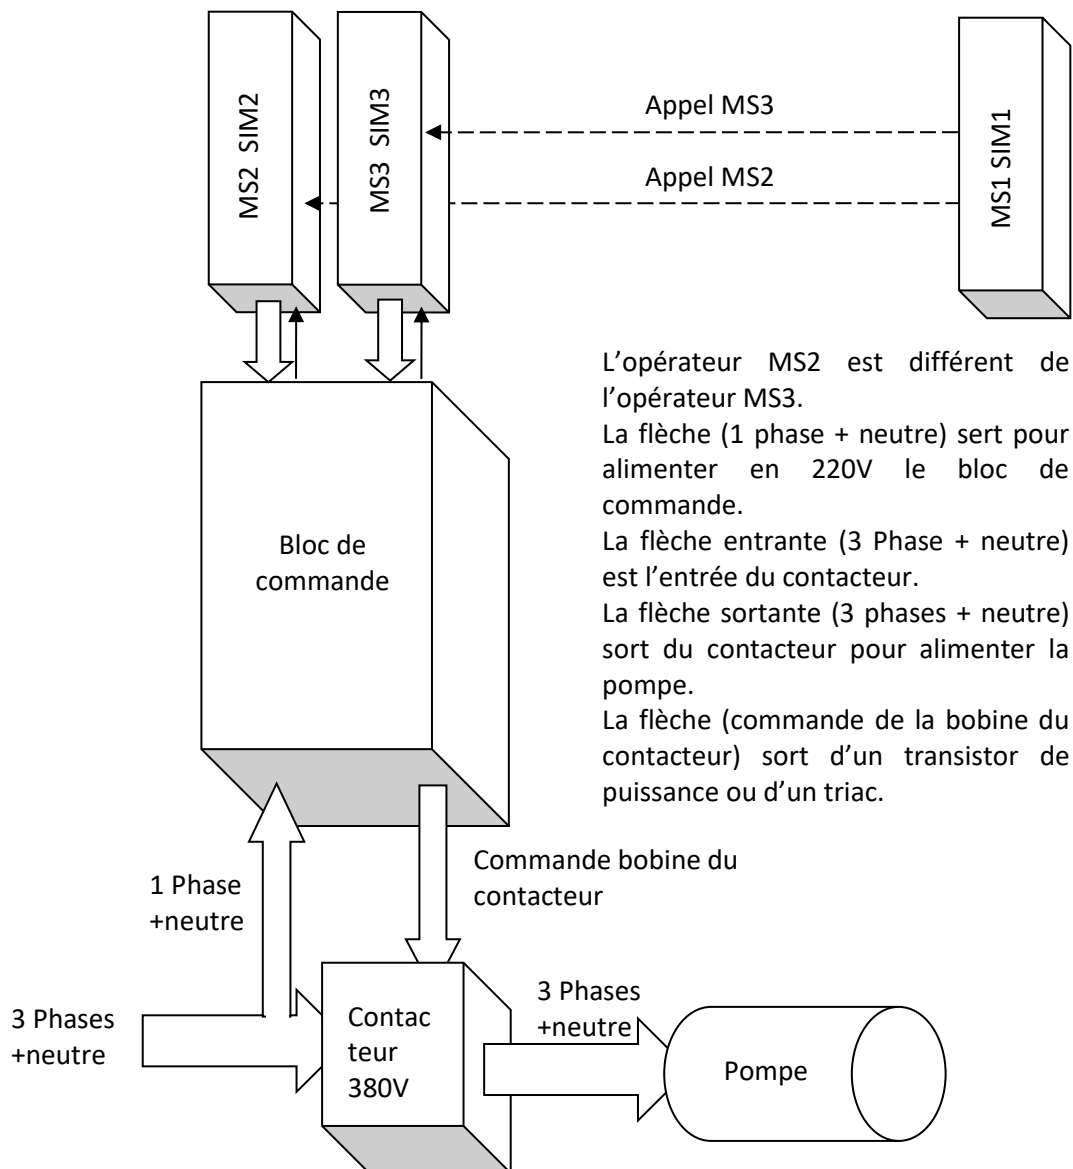 MS2 SIM2
MS3 SIM3
Appel MS3
Appel MS2
MS1 SIM1
L’opérateur MS2 est différent de
l’opérateur MS3.
La flèche (1 phase + neutre) sert pour
alimenter en 220V le bloc de
commande.
La flèche entrante (3 Phase + neutre)
est l’entrée du contacteur.
La flèche sortante (3 phases + neutre)
sort du contacteur pour alimenter la
pompe.
La flèche (commande de la bobine du
contacteur) sort d’un transistor de
puissance ou d’un triac.
Bloc de
commande
Commande bobine du
contacteur
1 Phase
+neutre
3 Phases
+neutre
Contac
teur
380V
3 Phases
+neutre
Pompe